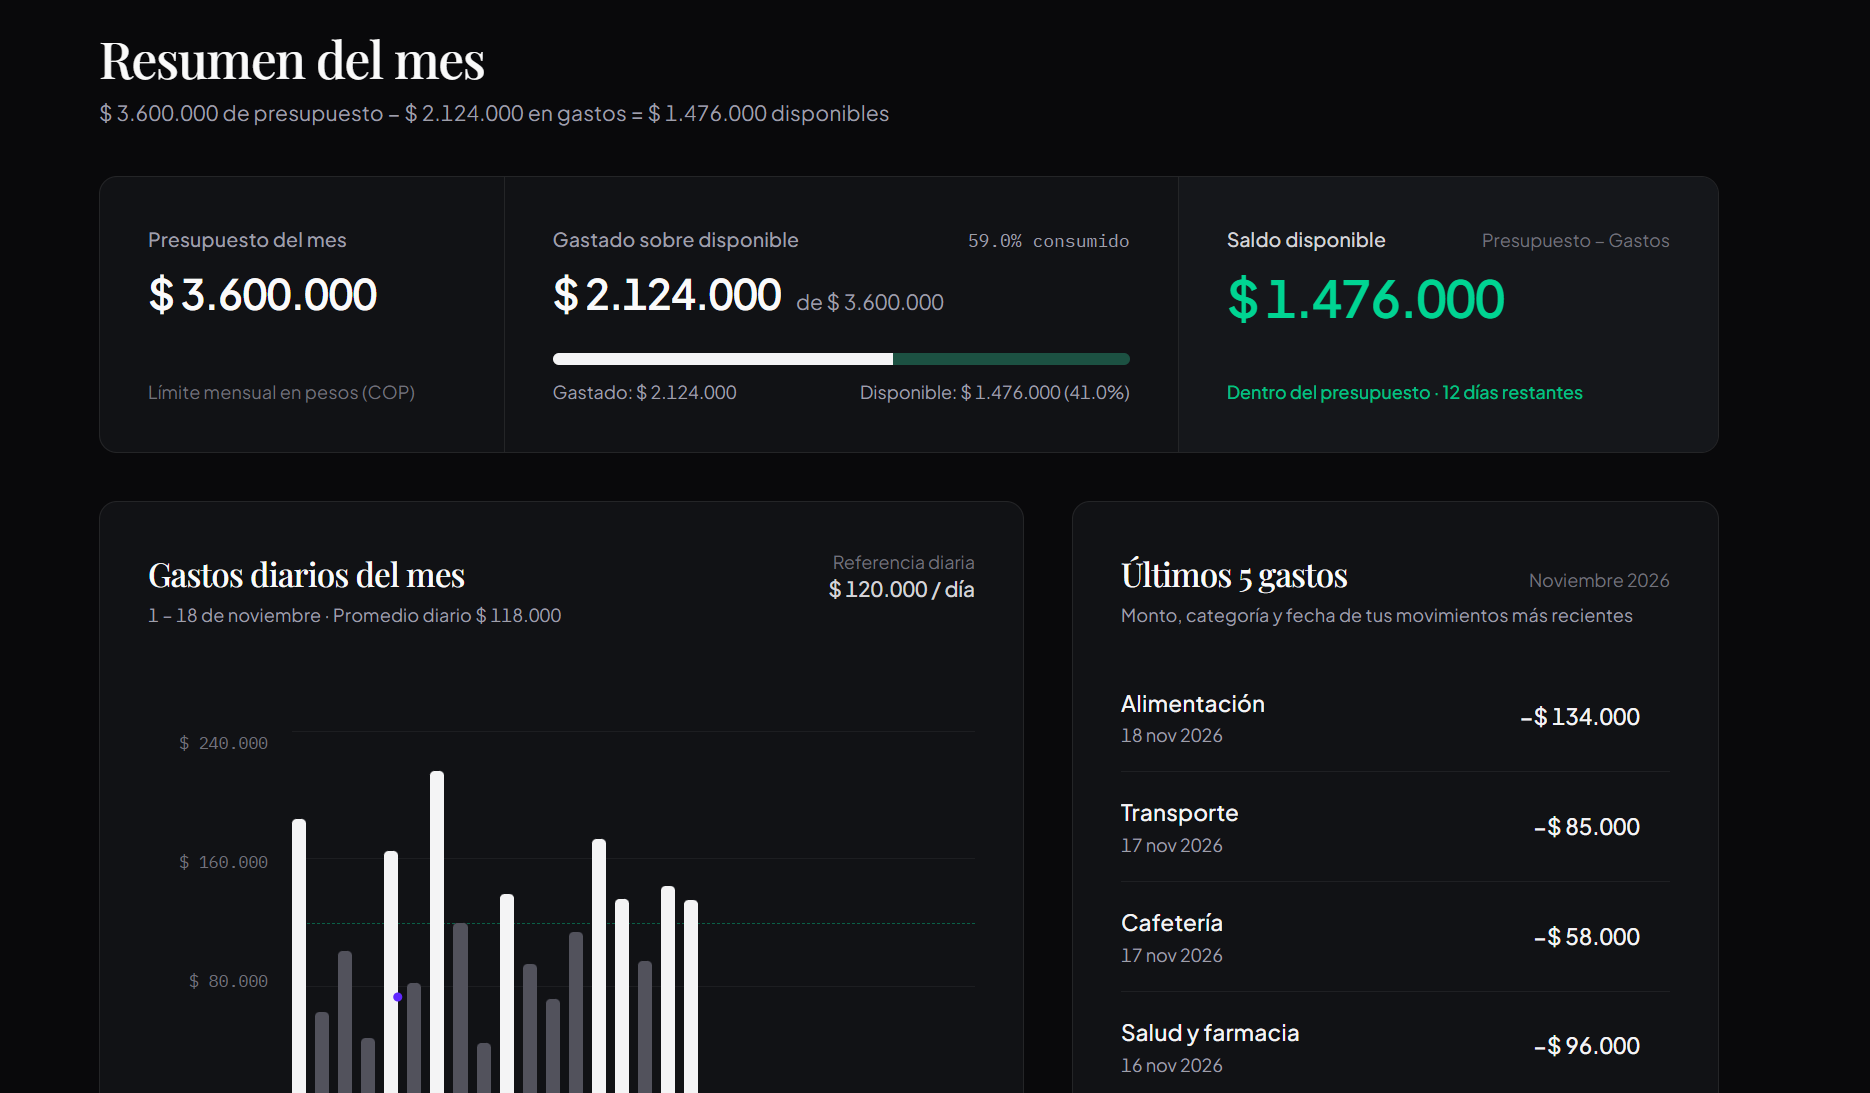 Resumen del mes
$ 3.600.000 de presupuesto – $ 2.124.000 en gastos = $ 1.476.000 disponibles
Presupuesto del mes
$ 3.600.000
Límite mensual en pesos (COP)
Gastado sobre disponible
59.0% consumido
$ 2.124.000 de $ 3.600.000
Gastado: $ 2.124.000
Disponible: $ 1.476.000 (41.0%)
Saldo disponible
Presupuesto – Gastos
$ 1.476.000
Dentro del presupuesto · 12 días restantes
Gastos diarios del mes
1 – 18 de noviembre · Promedio diario $ 118.000
Referencia diaria
$ 120.000 / día
$ 240.000
$ 160.000
$ 80.000
Últimos 5 gastos
Noviembre 2026
Monto, categoría y fecha de tus movimientos más recientes
Alimentación
18 nov 2026
–$ 134.000
Transporte
17 nov 2026
–$ 85.000
Cafetería
17 nov 2026
–$ 58.000
Salud y farmacia
16 nov 2026
–$ 96.000